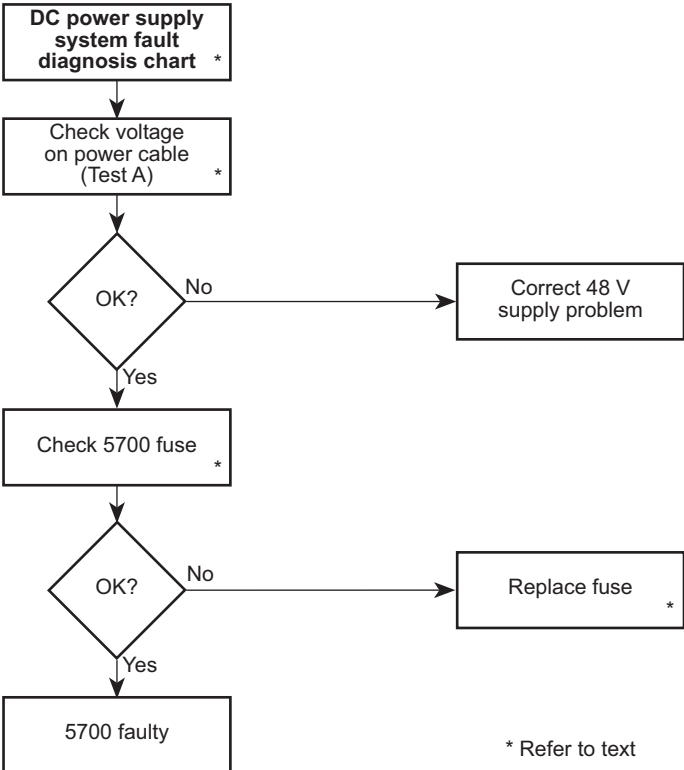 DC power supply
system fault
diagnosis chart *
Check voltage
on power cable
(Test A) *
OK?
No
Correct 48 V
supply problem
Yes
Check 5700 fuse
*
OK?
No
Replace fuse
*
Yes
5700 faulty
* Refer to text